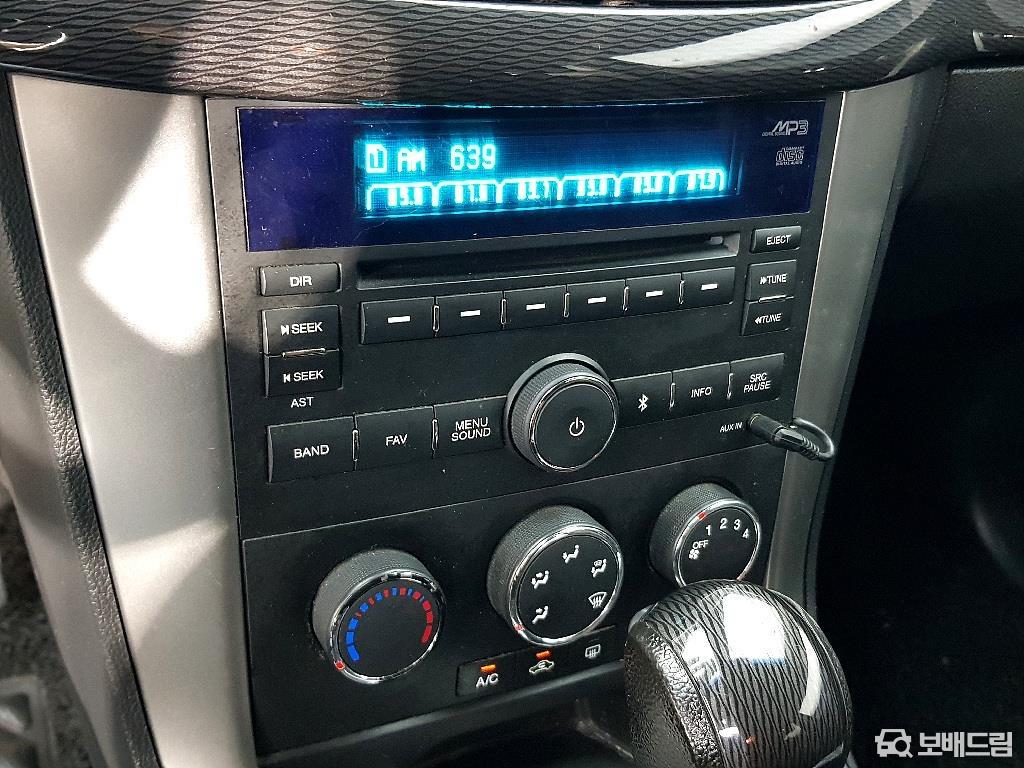 MP3
disc
1 AM 639
EJECT
DIR
TUNE
SEEK
TUNE
SEEK
AST
BAND
FAV
MENU
SOUND
INFO
SRC
PAUSE
AUX IN
OFF 1 2 3 4
A/C
보배드림